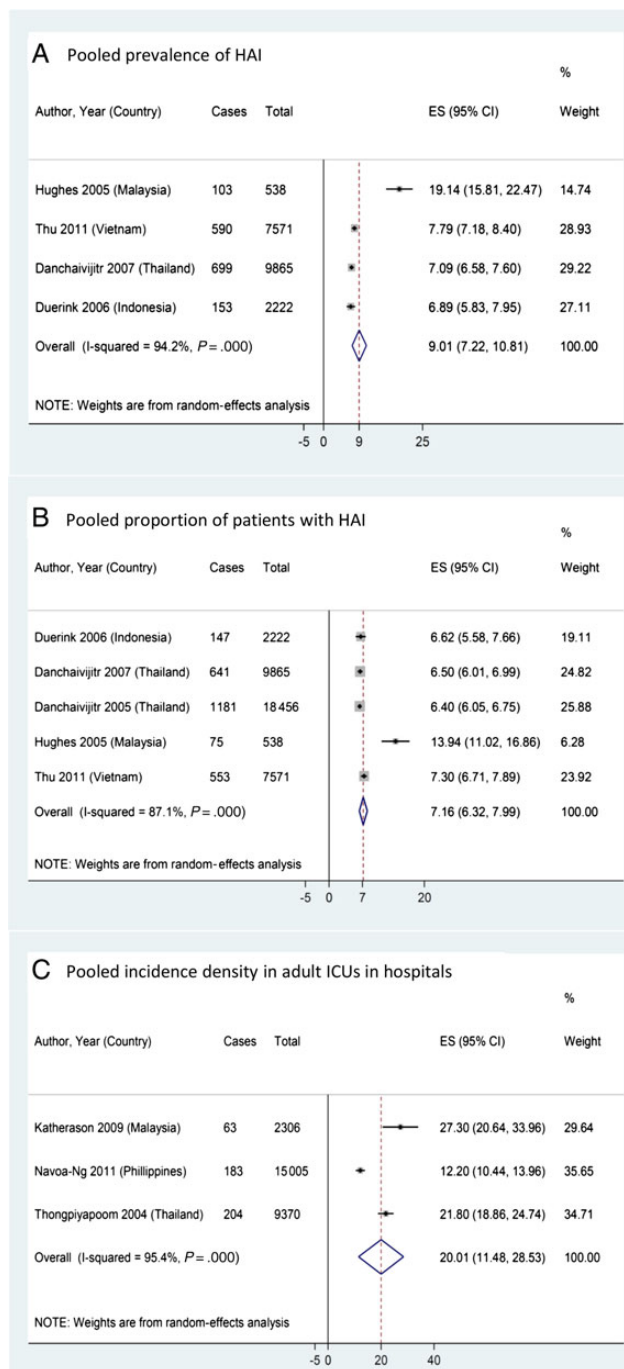 A Pooled prevalence of HAI
%
Author, Year (Country) Cases Total ES (95% CI) Weight
Hughes 2005 (Malaysia) 103 538 19.14 (15.81, 22.47) 14.74
Thu 2011 (Vietnam) 590 7571 7.79 (7.18, 8.40) 28.93
Danchaivijitr 2007 (Thailand) 699 9865 7.09 (6.58, 7.60) 29.22
Duerink 2006 (Indonesia) 153 2222 6.89 (5.83, 7.95) 27.11
Overall (I-squared = 94.2%, P = .000) 9.01 (7.22, 10.81) 100.00
NOTE: Weights are from random-effects analysis
-5 0 9 25
B Pooled proportion of patients with HAI
%
Author, Year (Country) Cases Total ES (95% CI) Weight
Duerink 2006 (Indonesia) 147 2222 6.62 (5.58, 7.66) 19.11
Danchaivijitr 2007 (Thailand) 641 9865 6.50 (6.01, 6.99) 24.82
Danchaivijitr 2005 (Thailand) 1181 18 456 6.40 (6.05, 6.75) 25.88
Hughes 2005 (Malaysia) 75 538 13.94 (11.02, 16.86) 6.28
Thu 2011 (Vietnam) 553 7571 7.30 (6.71, 7.89) 23.92
Overall (I-squared = 87.1%, P = .000) 7.16 (6.32, 7.99) 100.00
NOTE: Weights are from random-effects analysis
-5 0 7 20
C Pooled incidence density in adult ICUs in hospitals
%
Author, Year (Country) Cases Total ES (95% CI) Weight
Katherason 2009 (Malaysia) 63 2306 27.30 (20.64, 33.96) 29.64
Navoa-Ng 2011 (Phillippines) 183 15 005 12.20 (10.44, 13.96) 35.65
Thongpiyapoom 2004 (Thailand) 204 9370 21.80 (18.86, 24.74) 34.71
Overall (I-squared = 95.4%, P = .000) 20.01 (11.48, 28.53) 100.00
NOTE: Weights are from random-effects analysis
-5 0 20 40